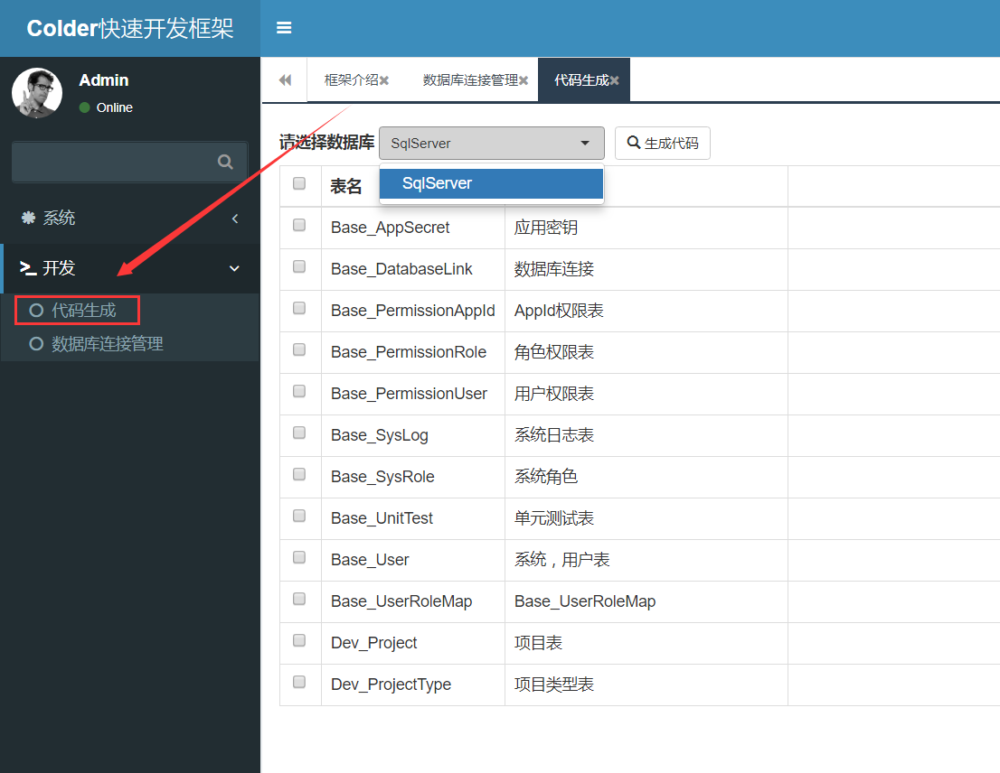 Colder快速开发框架
Admin
Online
系统
开发
代码生成
数据库连接管理
框架介绍
数据库连接管理
代码生成
请选择数据库 SqlServer 生成代码
SqlServer
表名
Base_AppSecret 应用密钥
Base_DatabaseLink 数据库连接
Base_PermissionAppId AppId权限表
Base_PermissionRole 角色权限表
Base_PermissionUser 用户权限表
Base_SysLog 系统日志表
Base_SysRole 系统角色
Base_UnitTest 单元测试表
Base_User 系统，用户表
Base_UserRoleMap Base_UserRoleMap
Dev_Project 项目表
Dev_ProjectType 项目类型表